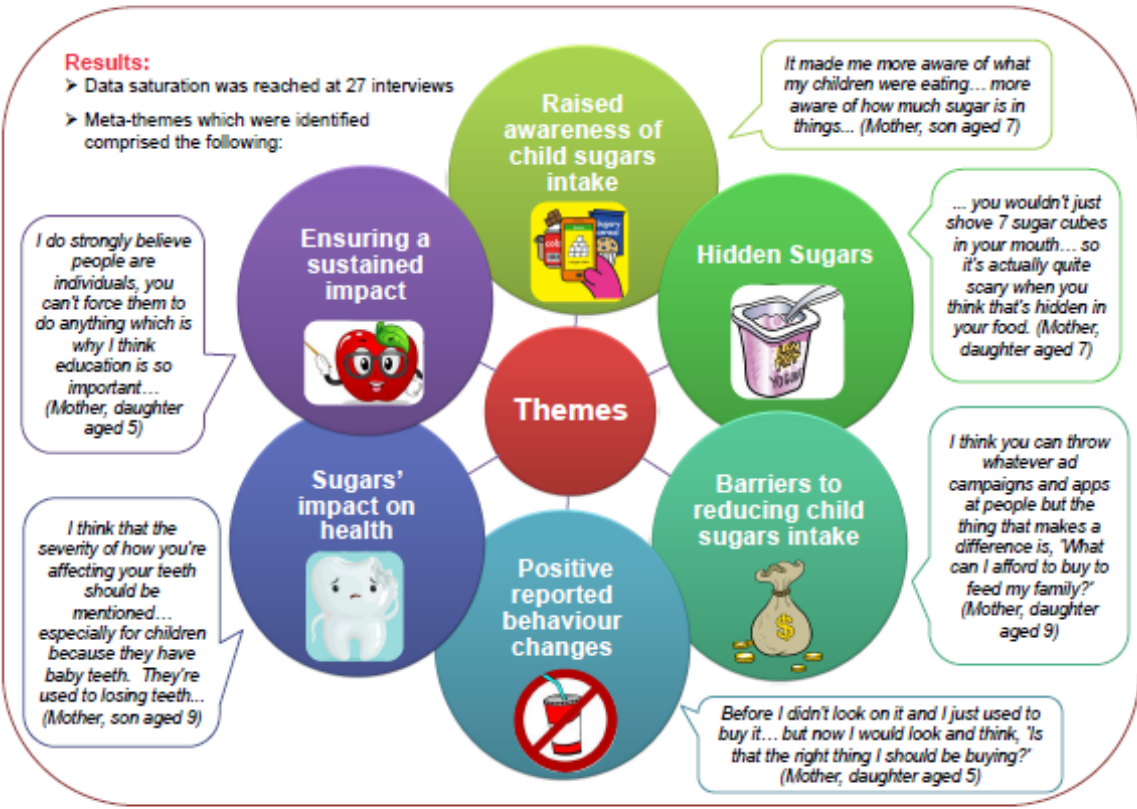 Results:
➤ Data saturation was reached at 27 interviews
➤ Meta-themes which were identified
comprised the following:
Raised
awareness of
child sugars
intake
It made me more aware of what
my children were eating… more
aware of how much sugar is in
things... (Mother, son aged 7)
Hidden Sugars
... you wouldn't just
shove 7 sugar cubes
in your mouth… so
it's actually quite
scary when you
think that's hidden in
your food. (Mother,
daughter aged 7)
Barriers to
reducing child
sugars intake
$
I think you can throw
whatever ad
campaigns and apps
at people but the
thing that makes a
difference is, 'What
can I afford to buy to
feed my family?'
(Mother, daughter
aged 9)
Positive
reported
behaviour
changes
Before I didn't look on it and I just used to
buy it… but now I would look and think, 'Is
that the right thing I should be buying?'
(Mother, daughter aged 5)
Sugars'
impact on
health
I think that the
severity of how you're
affecting your teeth
should be
mentioned…
especially for children
because they have
baby teeth. They're
used to losing teeth...
(Mother, son aged 9)
Ensuring a
sustained
impact
I do strongly believe
people are
individuals, you
can't force them to
do anything which is
why I think
education is so
important…
(Mother, daughter
aged 5)
Themes